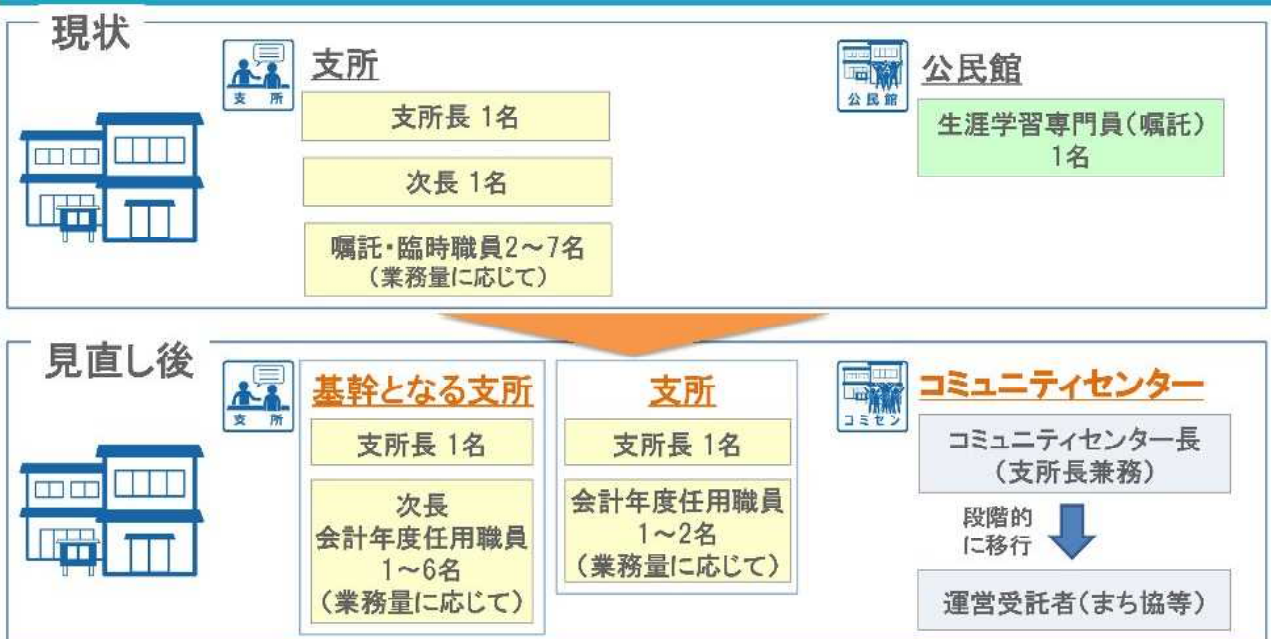 現状
支所
支所
支所長 1名
次長 1名
嘱託・臨時職員2～7名
（業務量に応じて）
公民館
公民館
生涯学習専門員（嘱託）
1名
見直し後
支所
基幹となる支所
支所長 1名
次長
会計年度任用職員
1～6名
（業務量に応じて）
支所
支所長 1名
会計年度任用職員
1～2名
（業務量に応じて）
コミセン
コミュニティセンター
コミュニティセンター長
（支所長兼務）
段階的
に移行
運営受託者（まち協等）